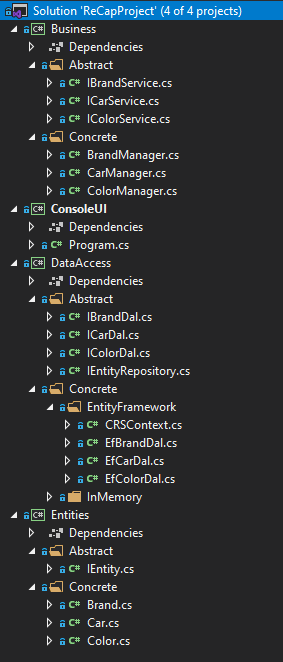 Solution 'ReCapProject' (4 of 4 projects)
C# Business
Dependencies
Abstract
C# IBrandService.cs
C# ICarService.cs
C# IColorService.cs
Concrete
C# BrandManager.cs
C# CarManager.cs
C# ColorManager.cs
C# ConsoleUI
Dependencies
C# Program.cs
C# DataAccess
Dependencies
Abstract
C# IBrandDal.cs
C# ICarDal.cs
C# IColorDal.cs
C# IEntityRepository.cs
Concrete
EntityFramework
C# CRSContext.cs
C# EfBrandDal.cs
C# EfCarDal.cs
C# EfColorDal.cs
InMemory
C# Entities
Dependencies
Abstract
C# IEntity.cs
Concrete
C# Brand.cs
C# Car.cs
C# Color.cs